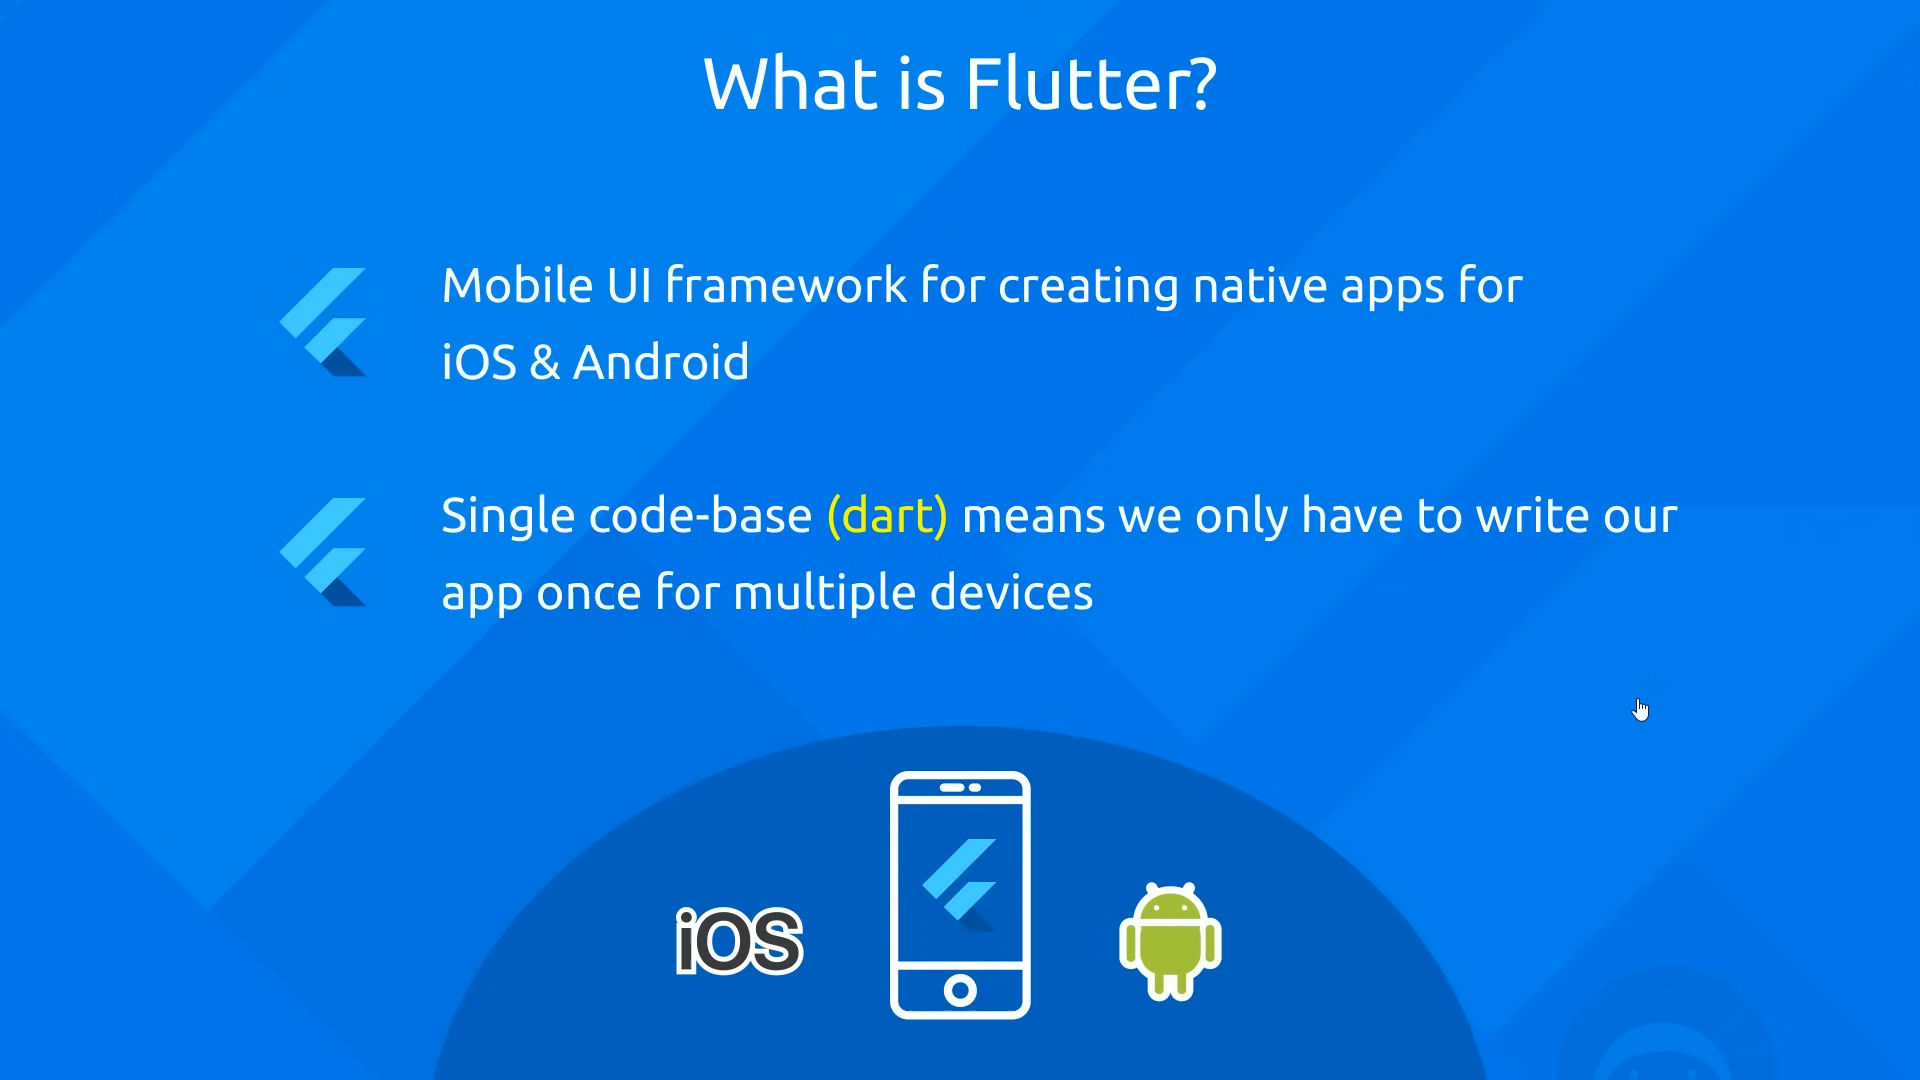 What is Flutter?
Mobile UI framework for creating native apps for
iOS & Android
Single code-base (dart) means we only have to write our
app once for multiple devices
iOS